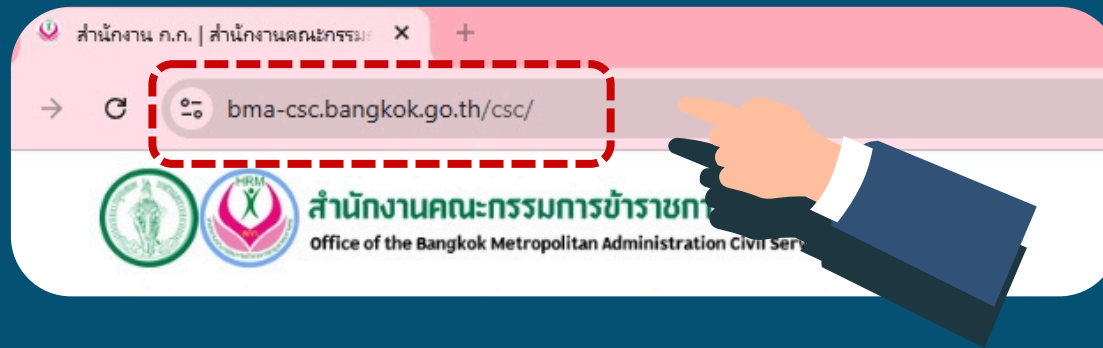 สำนักงาน ก.ก. | สำนักงานคณะกรรม
bma-csc.bangkok.go.th/csc/
HRM
สำนักงานคณะกรรมการข้าราชกา
Office of the Bangkok Metropolitan Administration Civil Ser